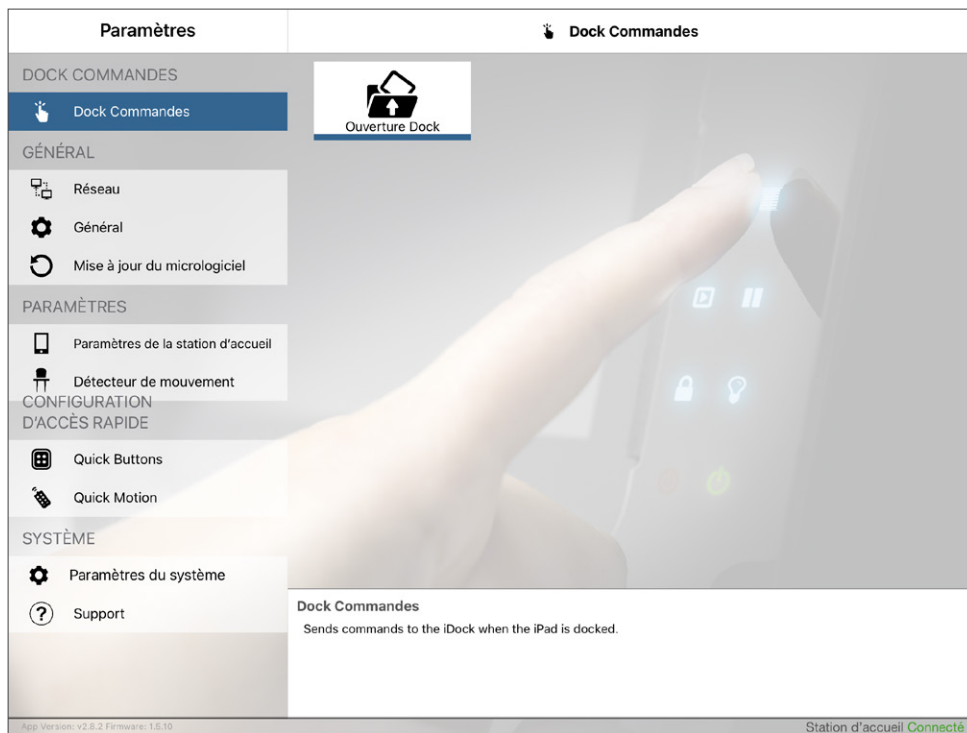 Paramètres
Dock Commandes
DOCK COMMANDES
Dock Commandes
GÉNÉRAL
Réseau
Général
Mise à jour du micrologiciel
PARAMÈTRES
Paramètres de la station d'accueil
Détecteur de mouvement
CONFIGURATION
D'ACCÈS RAPIDE
Quick Buttons
Quick Motion
SYSTÈME
Paramètres du système
Support
Ouverture Dock
Dock Commandes
Sends commands to the iDock when the iPad is docked.
App Version: v2.6.2 Firmware: 1.5.10
Station d'accueil Connecté